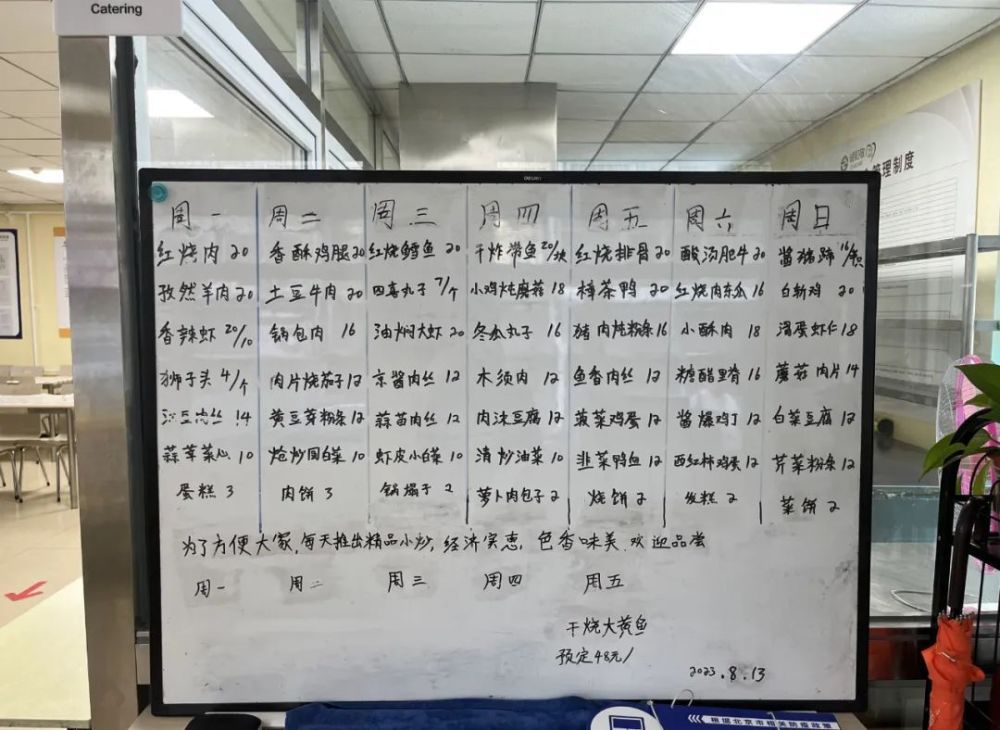 Catering
管理制度
周一 周二 周三 周四 周五 周六 周日
红烧肉 20 香酥鸡腿 20 红烧鳕鱼 20 干炸带鱼 20/块 红烧排骨 20 酸汤肥牛 20 酱猪蹄 16/只
孜然羊肉 20 土豆牛肉 20 四喜丸子 7/个 小鸡炖蘑菇 18 樟茶鸭 20 红烧肉冬瓜 16 白斩鸡 20
香辣虾 20/10 锅包肉 16 油焖大虾 20 冬瓜丸子 16 猪肉炖粉条 16 小酥肉 18 滑蛋虾仁 18
狮子头 4/个 肉片烧茄子 12 京酱肉丝 12 木须肉 12 鱼香肉丝 12 糖醋里脊 16 蘑菇肉片 14
14 黄豆芽粉条 12 蒜苗肉丝 12 肉沫豆腐 12 菠菜鸡蛋 12 酱爆鸡丁 12 白菜豆腐 12
蒜苹菜心 10 炝炒圆白菜 10 虾皮小白菜 10 清炒油菜 10 韭菜鸭血 12 西红柿鸡蛋 12 芹菜粉条 12
蛋糕 3 肉饼 3 锅塌子 2 萝卜肉包子 2 烧饼 2 发糕 2 菜饼 2
为了方便大家,每天推出精品小炒,经济实惠,色香味美,欢迎品尝
周一 周二 周三 周四 周五
干烧大黄鱼
预定48元/
2023.8.13
根据北京市相关防疫政策